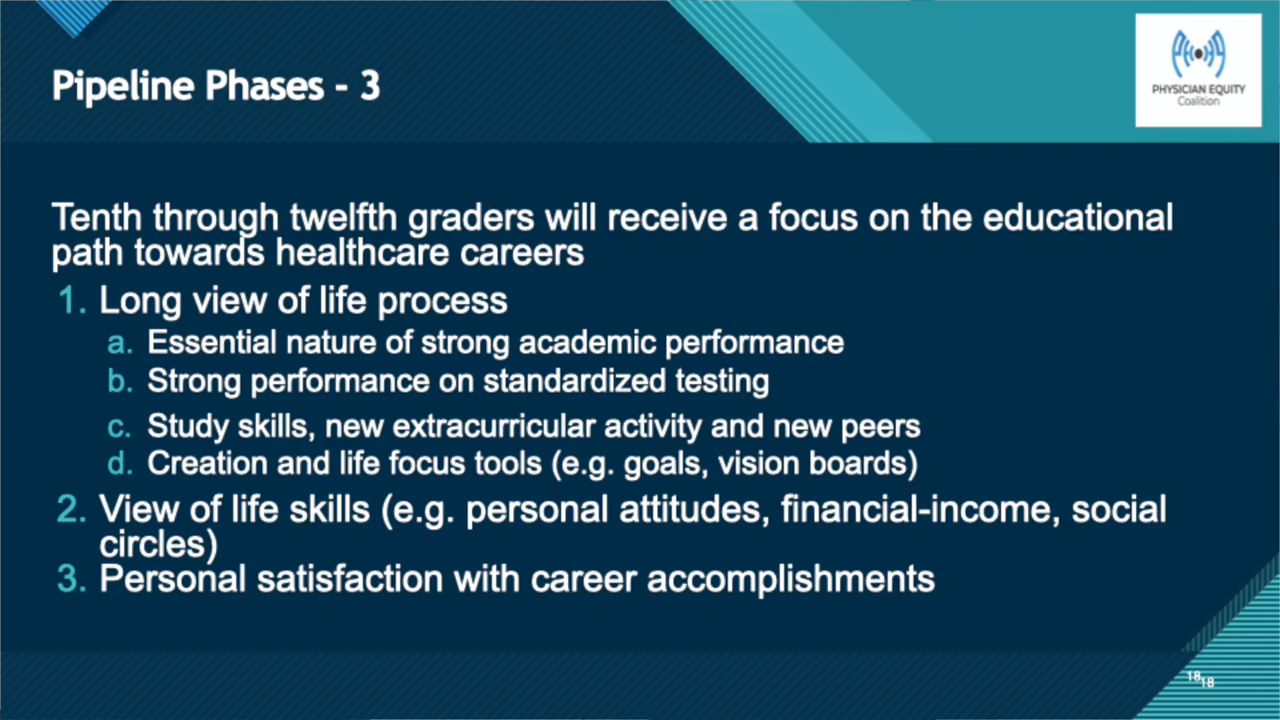 Pipeline Phases - 3
PHYSICIAN EQUITY
Coalition
Tenth through twelfth graders will receive a focus on the educational
path towards healthcare careers
1. Long view of life process
a. Essential nature of strong academic performance
b. Strong performance on standardized testing
c. Study skills, new extracurricular activity and new peers
d. Creation and life focus tools (e.g. goals, vision boards)
2. View of life skills (e.g. personal attitudes, financial-income, social
circles)
3. Personal satisfaction with career accomplishments
18
18